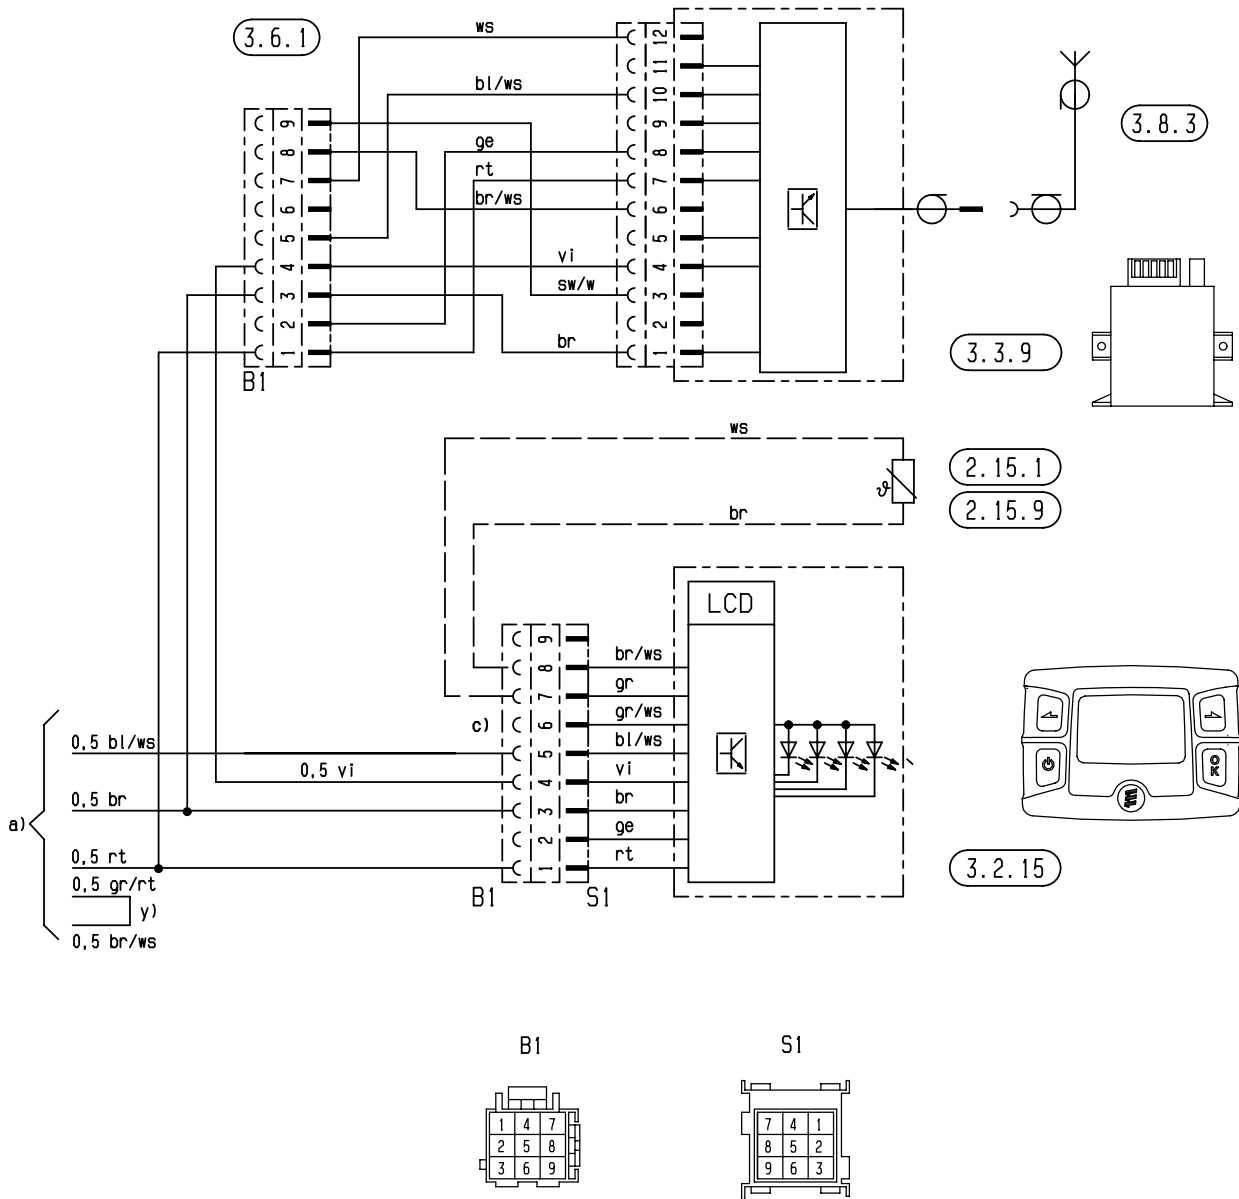 3.6.1
ws
12
11
bl/ws
10
9
ge
8
rt
7
br/ws
6
5
vi
4
sw/w
3
2
br
1
9
8
7
6
5
4
3
2
1
B1
3.8.3
3.3.9
ws
2.15.1
ϑ
2.15.9
br
LCD
9
br/ws
8
gr
7
gr/ws
c)
6
bl/ws
5
vi
4
br
3
ge
2
rt
1
B1
S1
0,5 bl/ws
0,5 vi
0,5 br
a)
0,5 rt
0,5 gr/rt
y)
0,5 br/ws
OK
3.2.15
B1
S1
1 4 7
2 5 8
3 6 9
7 4 1
8 5 2
9 6 3